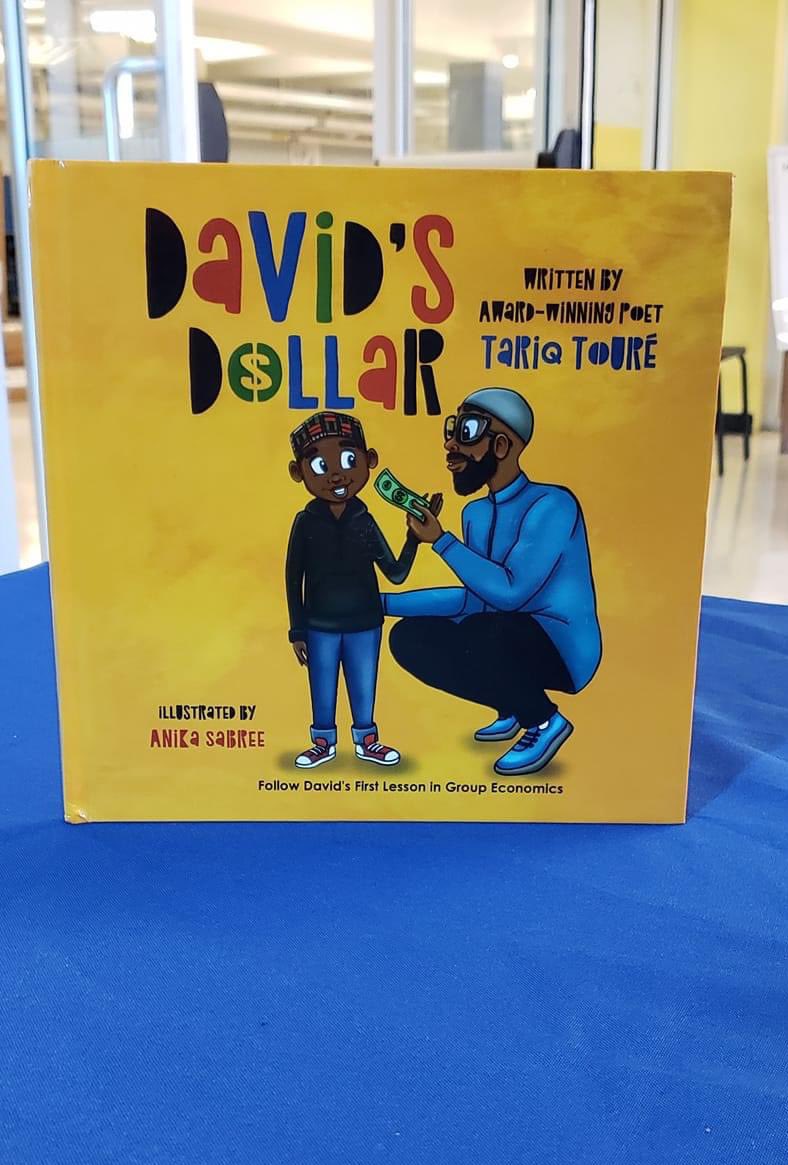 DaViD'S
D$LLaR
WRiTTEN BY
AWaRD-WiNNiNg POET
TaRiQ TOURÉ
iLLUSTRaTED BY
ANiKa SaBREE
Follow David's First Lesson in Group Economics